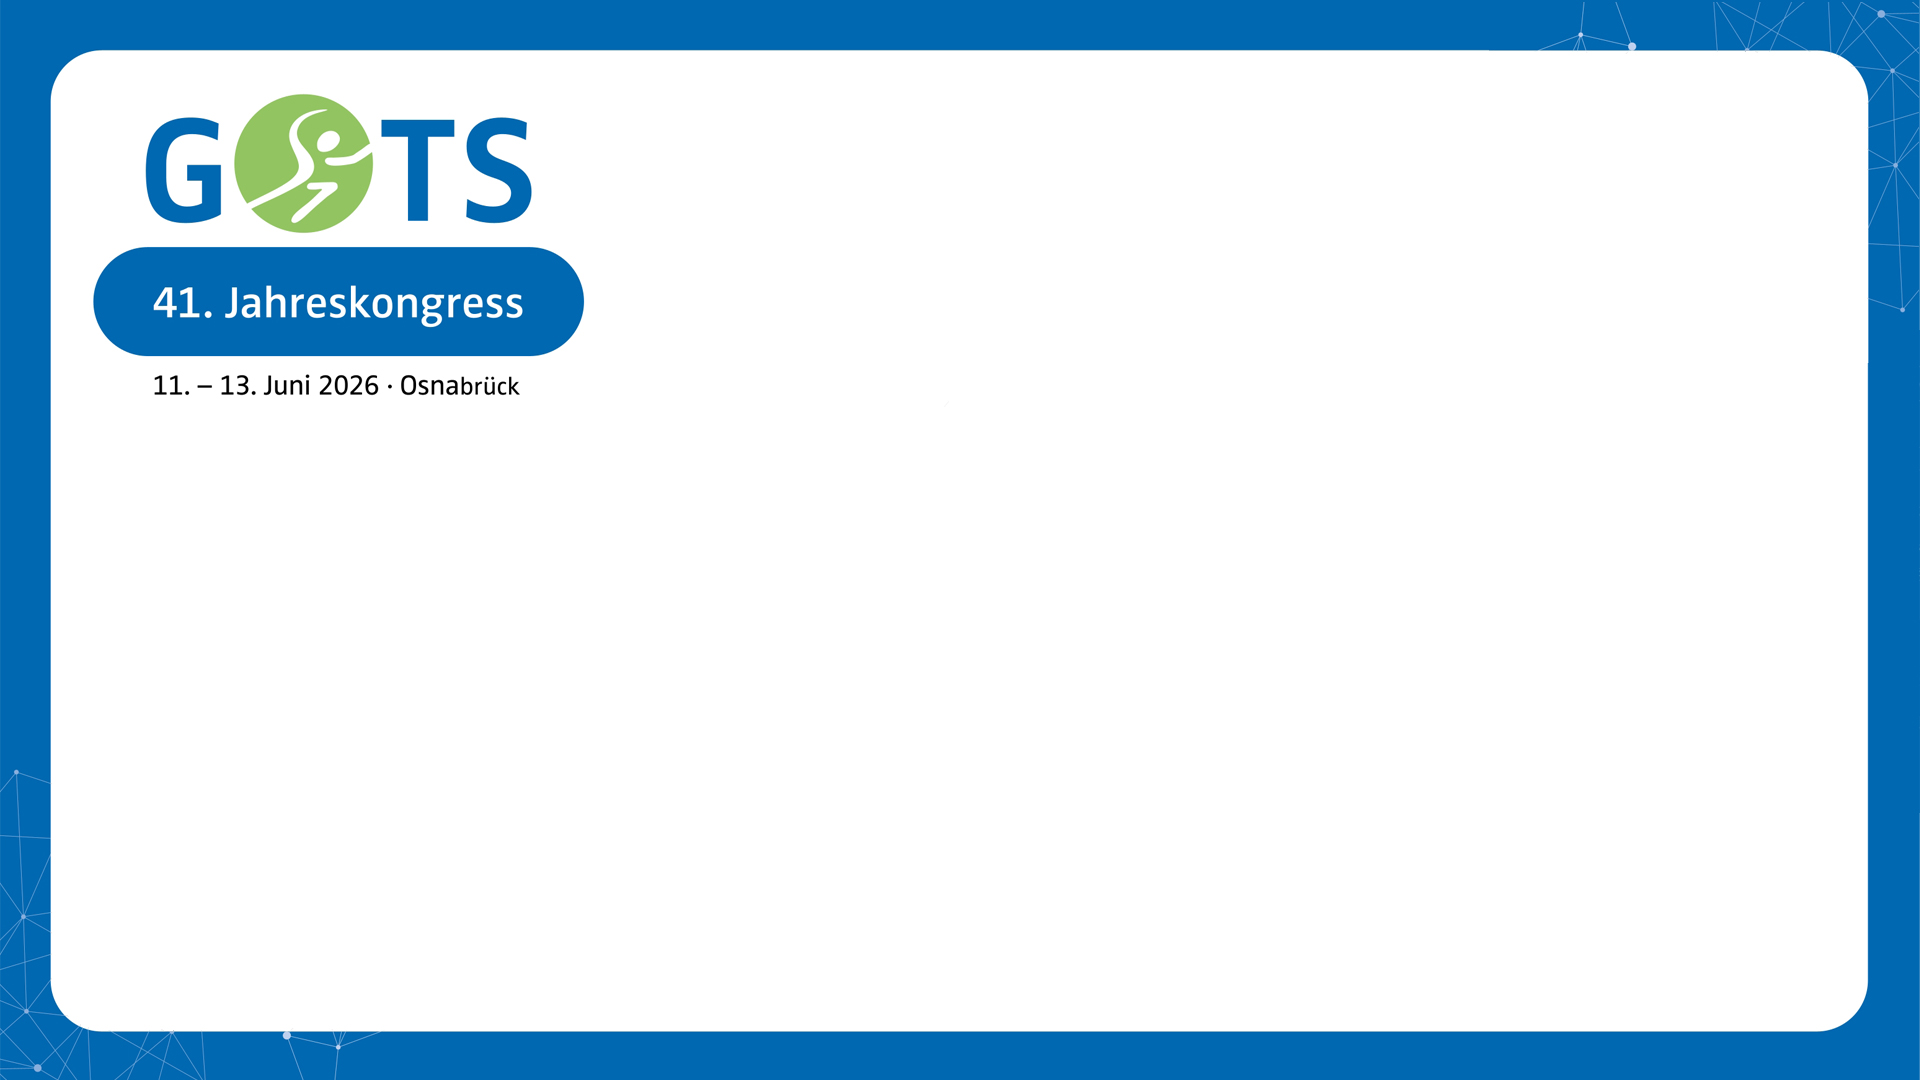 GOTS
41. Jahreskongress
11. – 13. Juni 2026 · Osnabrück